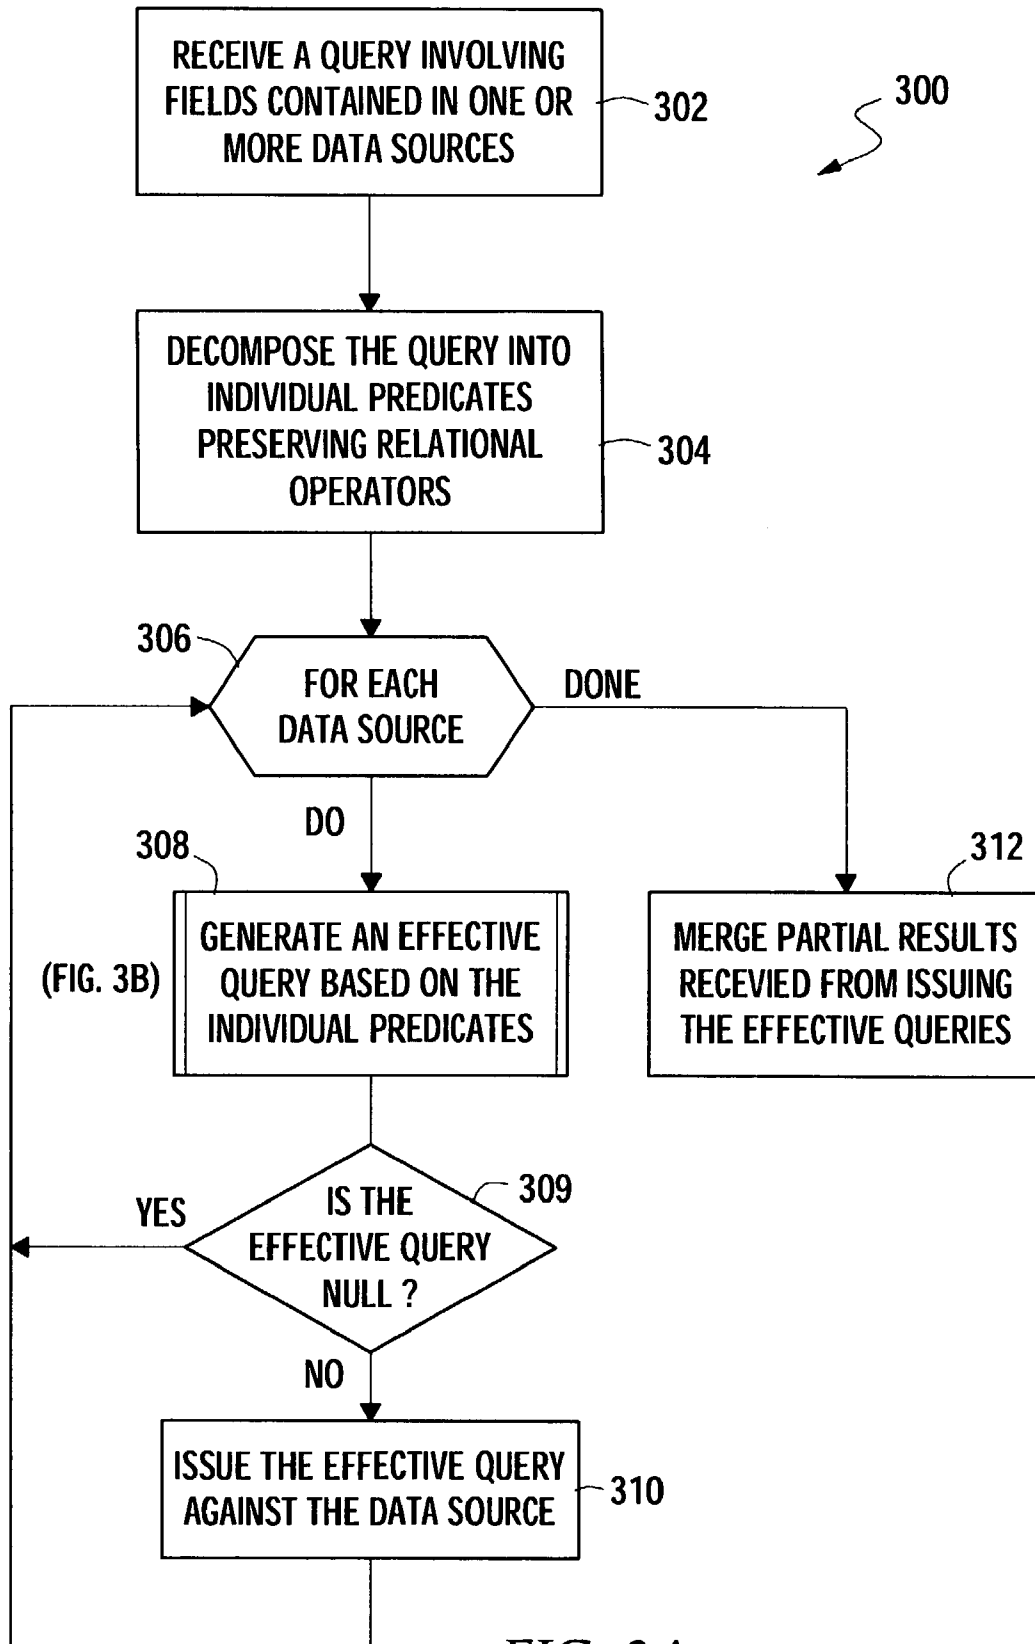 RECEIVE A QUERY INVOLVING
FIELDS CONTAINED IN ONE OR
MORE DATA SOURCES
302
300
DECOMPOSE THE QUERY INTO
INDIVIDUAL PREDICATES
PRESERVING RELATIONAL
OPERATORS
304
306
FOR EACH
DATA SOURCE
DONE
DO
308
312
(FIG. 3B)
GENERATE AN EFFECTIVE
QUERY BASED ON THE
INDIVIDUAL PREDICATES
MERGE PARTIAL RESULTS
RECEVIED FROM ISSUING
THE EFFECTIVE QUERIES
YES
IS THE
EFFECTIVE QUERY
NULL ?
309
NO
ISSUE THE EFFECTIVE QUERY
AGAINST THE DATA SOURCE
310